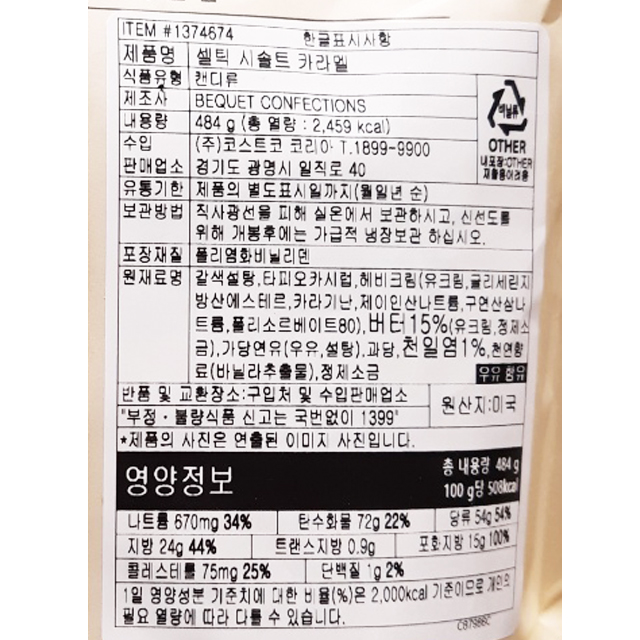 ITEM #1374674 한글표시사항
제품명 셀틱 시솔트 카라멜
식품유형 캔디류
제조사 BEQUET CONFECTIONS
내용량 484 g (총 열량 : 2,459 kcal)
수입 (주)코스트코 코리아 T.1899-9900
판매업소 경기도 광명시 일직로 40
유통기한 제품의 별도표시일까지(월일년 순)
보관방법 직사광선을 피해 실온에서 보관하시고, 신선도를
위해 개봉후에는 가급적 냉장보관 하십시오.
포장재질 폴리염화비닐리덴
원재료명 갈색설탕,타피오카시럽,헤비크림(유크림,글리세린지
방산에스테르,카라기난,제이인산나트륨,구연산삼나
트륨,폴리소르베이트80),버터15%(유크림,정제소
금),가당연유(우유,설탕),과당,천일염1%,천연향
료(바닐라추출물),정제소금
우유 함유
비닐류
OTHER
내포장:OTHER
재활용어려움
반품 및 교환장소:구입처 및 수입판매업소
"부정·불량식품 신고는 국번없이 1399"
원산지:미국
*제품의 사진은 연출된 이미지 사진입니다.
영양정보
총 내용량 484 g
100 g당 508kcal
나트륨 670mg 34% 탄수화물 72g 22% 당류 54g 54%
지방 24g 44% 트랜스지방 0.9g 포화지방 15g 100%
콜레스테롤 75mg 25% 단백질 1g 2%
1일 영양성분 기준치에 대한 비율(%)은 2,000kcal 기준이므로 개인의
필요 열량에 따라 다를 수 있습니다.